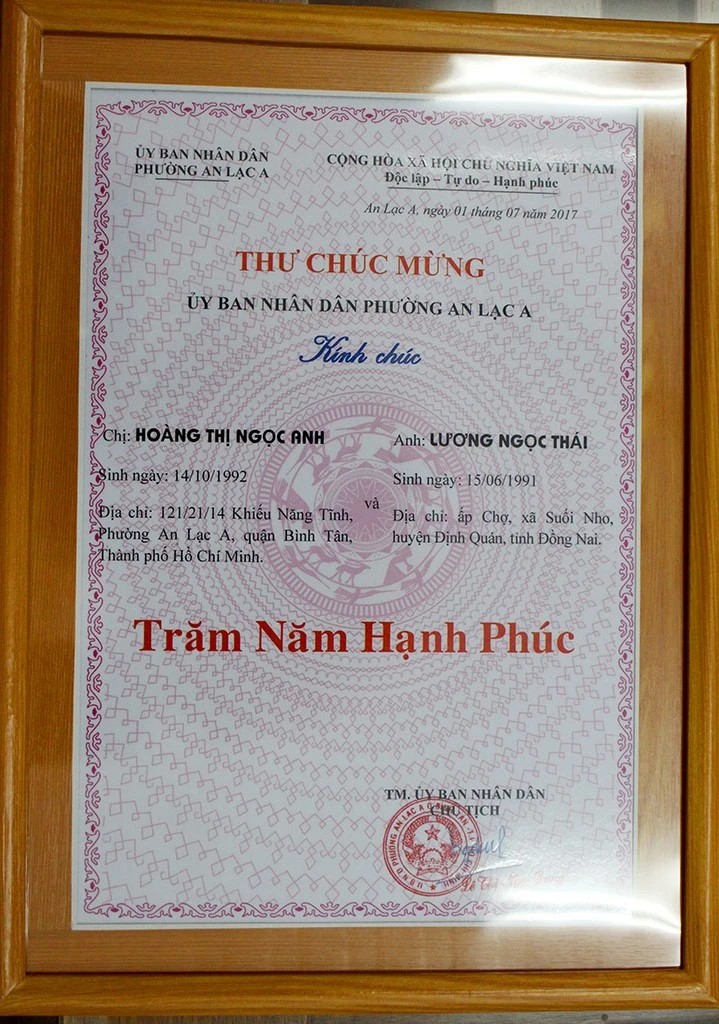 ỦY BAN NHÂN DÂN
PHƯỜNG AN LẠC A
CỘNG HÒA XÃ HỘI CHỦ NGHĨA VIỆT NAM
Độc lập – Tự do – Hạnh phúc
An Lạc A, ngày 01 tháng 07 năm 2017
THƯ CHÚC MỪNG
ỦY BAN NHÂN DÂN PHƯỜNG AN LẠC A
Kính chúc
Chị: HOÀNG THỊ NGỌC ANH
Sinh ngày: 14/10/1992
Địa chỉ: 121/21/14 Khiếu Năng Tĩnh,
Phường An Lạc A, quận Bình Tân,
Thành phố Hồ Chí Minh.
và
Anh: LƯƠNG NGỌC THÁI
Sinh ngày: 15/06/1991
Địa chỉ: ấp Chợ, xã Suối Nho,
huyện Định Quán, tỉnh Đồng Nai.
Trăm Năm Hạnh Phúc
TM. ỦY BAN NHÂN DÂN
CHỦ TỊCH
U.B.N.D PHƯỜNG AN LẠC A